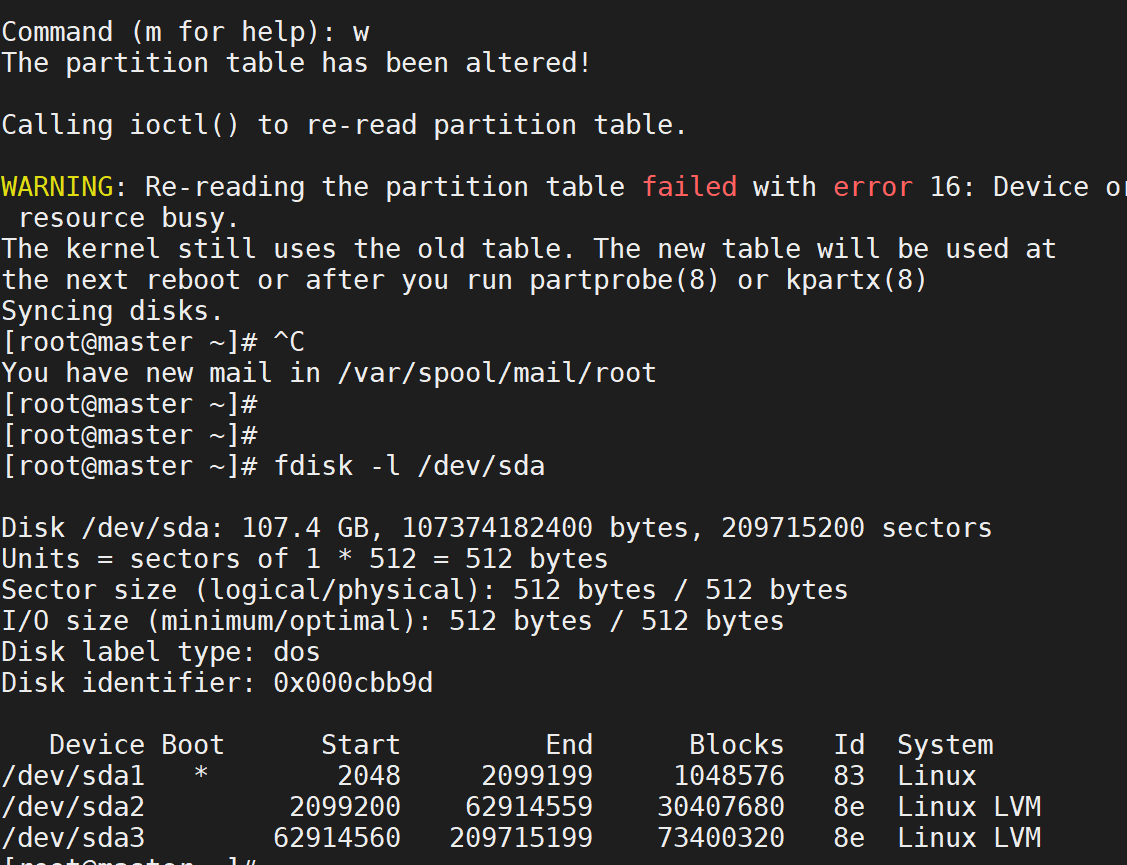 Command (m for help): w
The partition table has been altered!
Calling ioctl() to re-read partition table.
WARNING: Re-reading the partition table failed with error 16: Device or
 resource busy.
The kernel still uses the old table. The new table will be used at
the next reboot or after you run partprobe(8) or kpartx(8)
Syncing disks.
[root@master ~]# ^C
You have new mail in /var/spool/mail/root
[root@master ~]#
[root@master ~]#
[root@master ~]# fdisk -l /dev/sda
Disk /dev/sda: 107.4 GB, 107374182400 bytes, 209715200 sectors
Units = sectors of 1 * 512 = 512 bytes
Sector size (logical/physical): 512 bytes / 512 bytes
I/O size (minimum/optimal): 512 bytes / 512 bytes
Disk label type: dos
Disk identifier: 0x000cbb9d
   Device Boot      Start         End      Blocks   Id  System
/dev/sda1   *        2048     2099199     1048576   83  Linux
/dev/sda2         2099200    62914559    30407680   8e  Linux LVM
/dev/sda3        62914560   209715199    73400320   8e  Linux LVM
[root@master ~]#